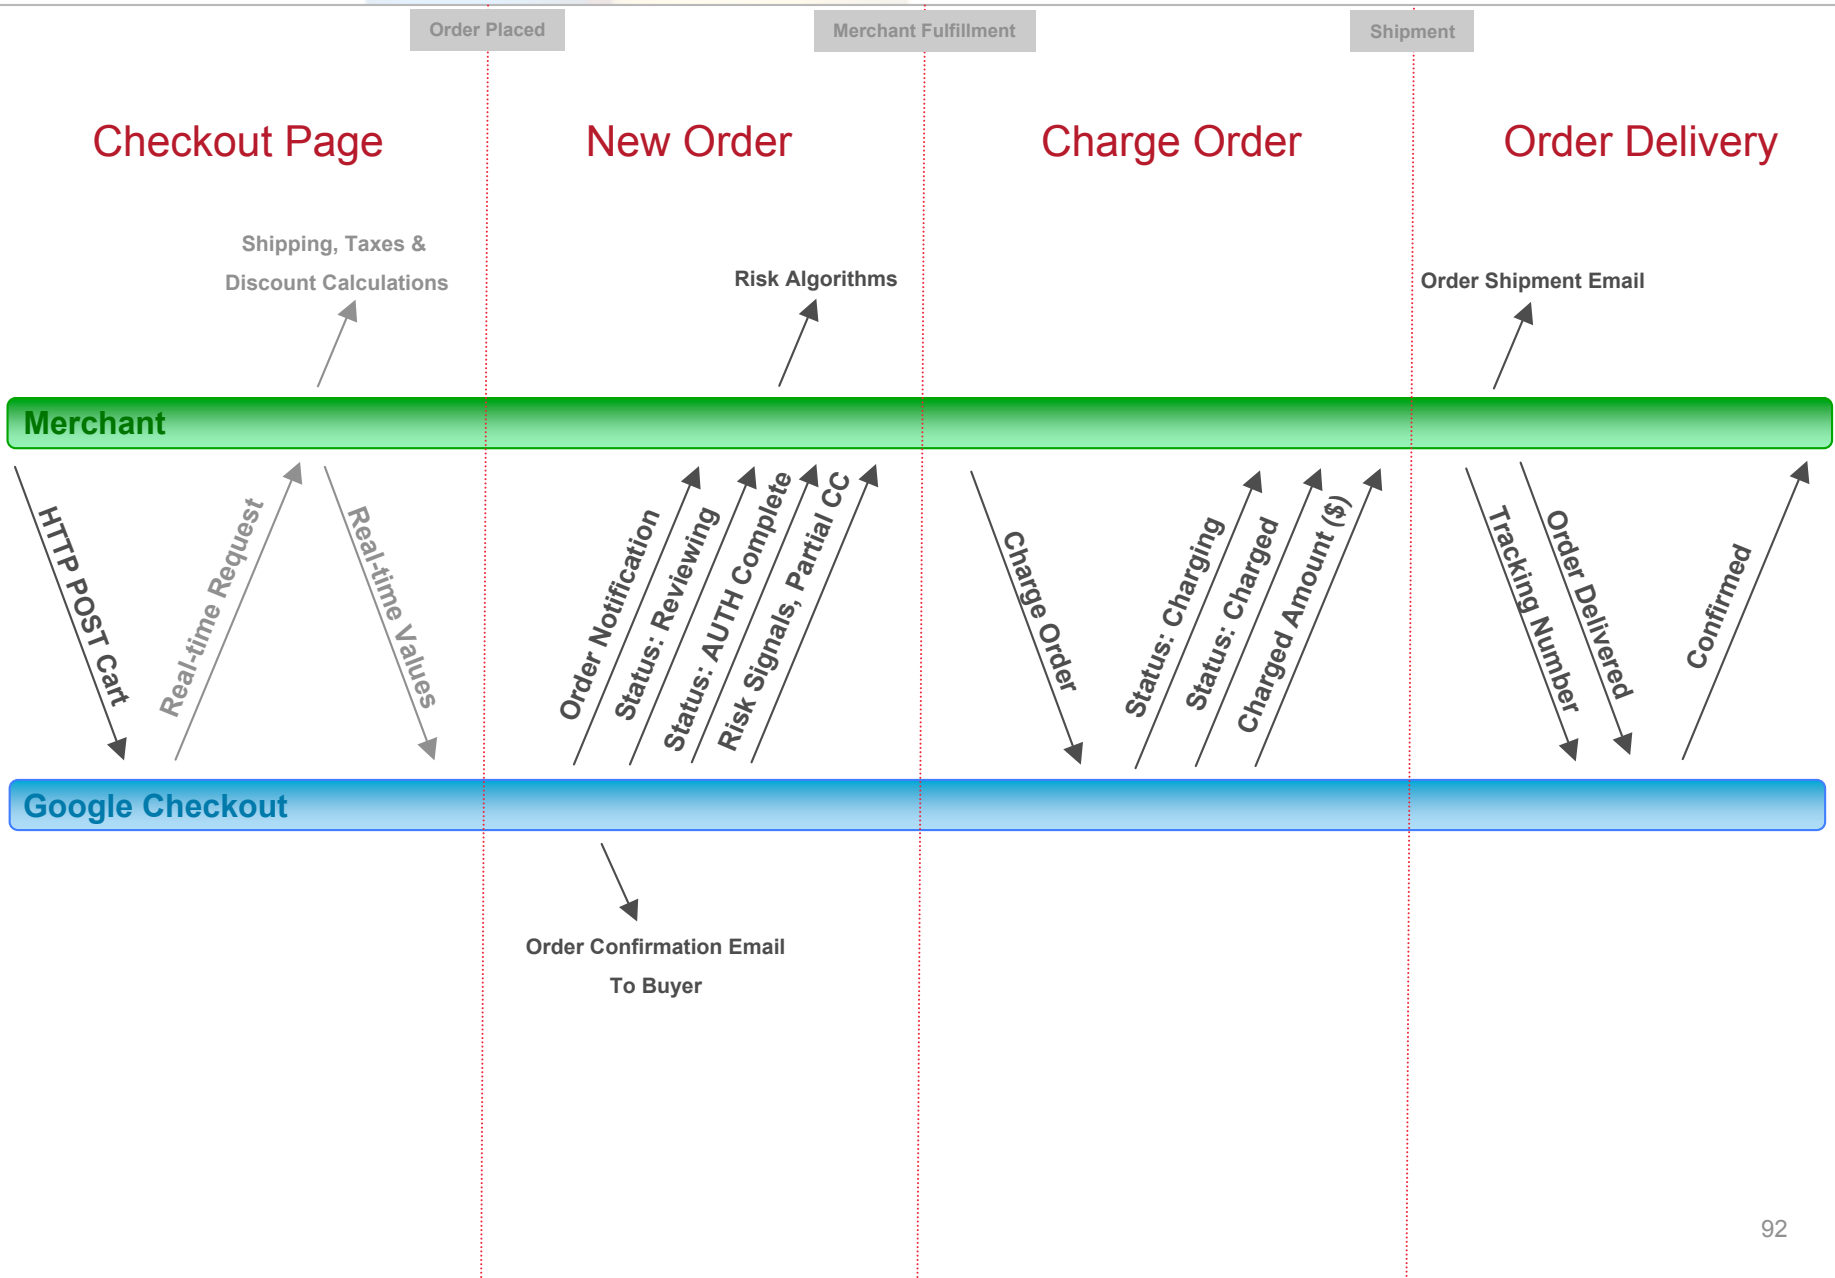 Order Placed
Merchant Fulfillment
Shipment
Checkout Page
New Order
Charge Order
Order Delivery
Shipping, Taxes &
Discount Calculations
Risk Algorithms
Order Shipment Email
Merchant
HTTP POST Cart
Real-time Request
Real-time Values
Order Notification
Status: Reviewing
Status: AUTH Complete
Risk Signals, Partial CC
Charge Order
Status: Charging
Status: Charged
Charged Amount ($)
Tracking Number
Order Delivered
Confirmed
Google Checkout
Order Confirmation Email
To Buyer
92